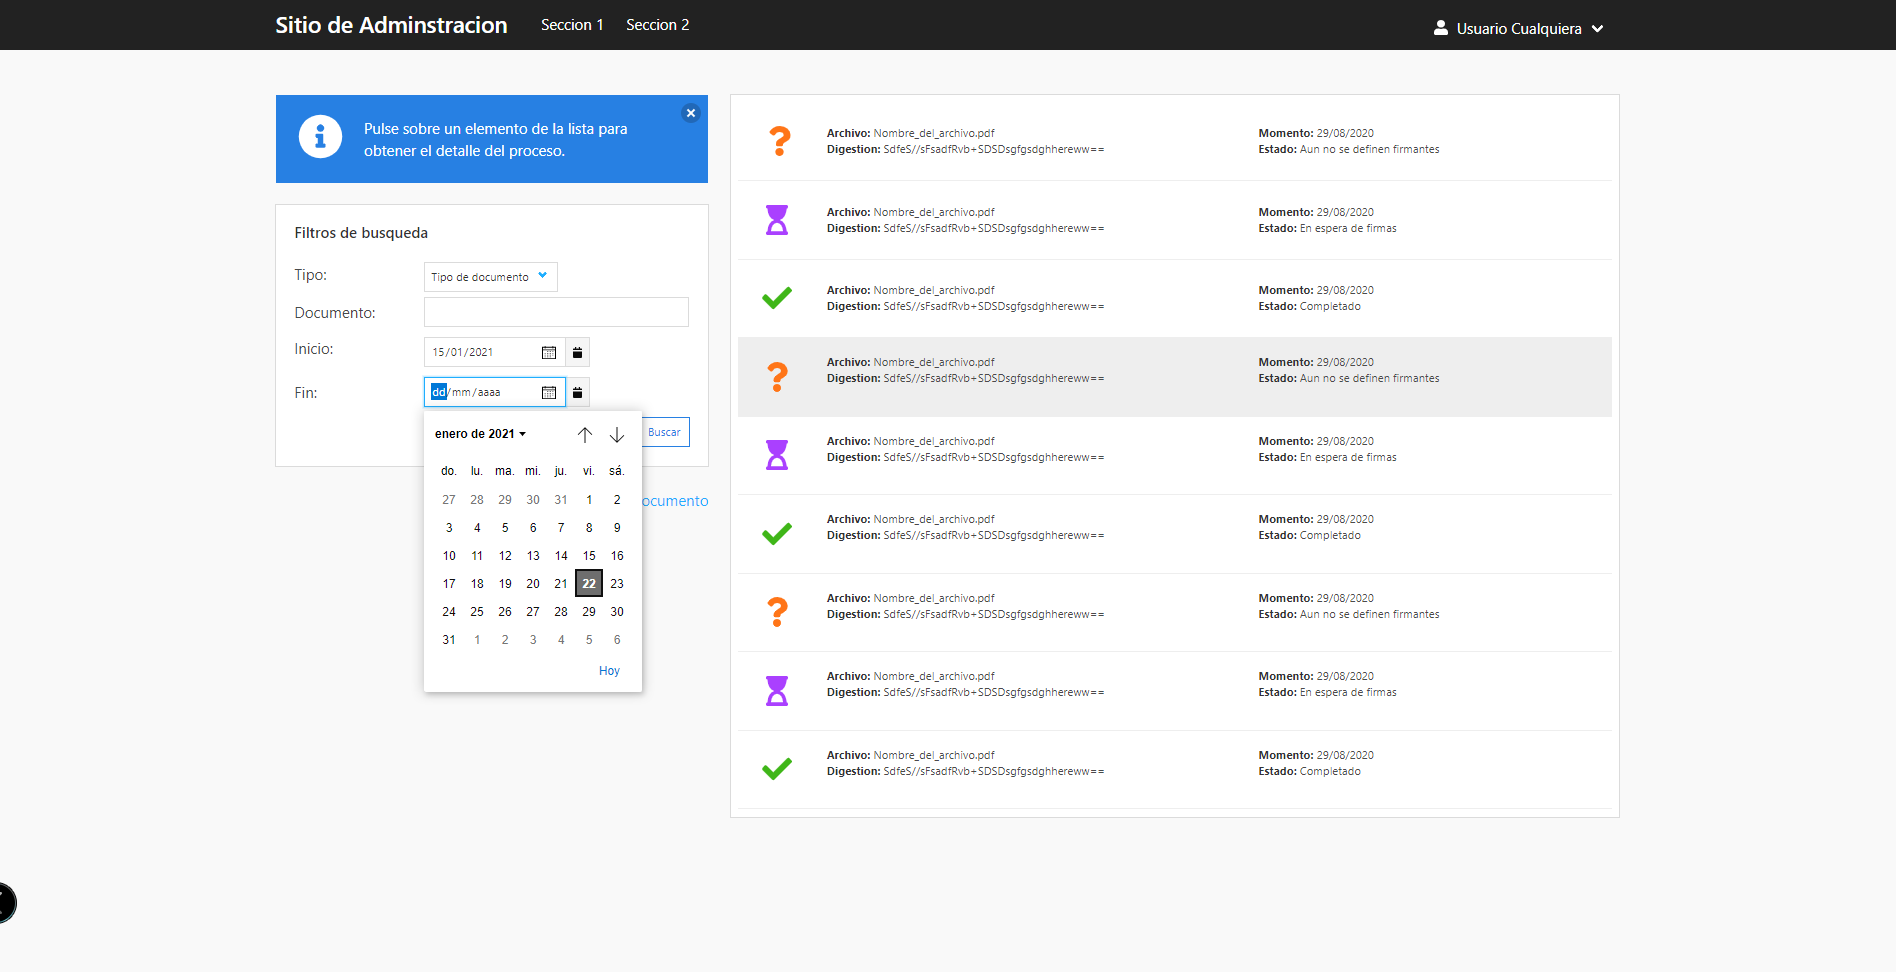 Sitio de Adminstracion Seccion 1 Seccion 2 Usuario Cualquiera
Pulse sobre un elemento de la lista para
obtener el detalle del proceso.
Filtros de busqueda
Tipo: Tipo de documento
Documento:
Inicio: 15/01/2021
Fin: dd/mm/aaaa
Buscar
enero de 2021
do. lu. ma. mi. ju. vi. sá.
27 28 29 30 31 1 2
3 4 5 6 7 8 9
10 11 12 13 14 15 16
17 18 19 20 21 22 23
24 25 26 27 28 29 30
31 1 2 3 4 5 6
Hoy
ocumento
Archivo: Nombre_del_archivo.pdf Momento: 29/08/2020
Digestion: SdfeS//sFsadfRvb+SDSDsgfgsdghhereww== Estado: Aun no se definen firmantes
Archivo: Nombre_del_archivo.pdf Momento: 29/08/2020
Digestion: SdfeS//sFsadfRvb+SDSDsgfgsdghhereww== Estado: En espera de firmas
Archivo: Nombre_del_archivo.pdf Momento: 29/08/2020
Digestion: SdfeS//sFsadfRvb+SDSDsgfgsdghhereww== Estado: Completado
Archivo: Nombre_del_archivo.pdf Momento: 29/08/2020
Digestion: SdfeS//sFsadfRvb+SDSDsgfgsdghhereww== Estado: Aun no se definen firmantes
Archivo: Nombre_del_archivo.pdf Momento: 29/08/2020
Digestion: SdfeS//sFsadfRvb+SDSDsgfgsdghhereww== Estado: En espera de firmas
Archivo: Nombre_del_archivo.pdf Momento: 29/08/2020
Digestion: SdfeS//sFsadfRvb+SDSDsgfgsdghhereww== Estado: Completado
Archivo: Nombre_del_archivo.pdf Momento: 29/08/2020
Digestion: SdfeS//sFsadfRvb+SDSDsgfgsdghhereww== Estado: Aun no se definen firmantes
Archivo: Nombre_del_archivo.pdf Momento: 29/08/2020
Digestion: SdfeS//sFsadfRvb+SDSDsgfgsdghhereww== Estado: En espera de firmas
Archivo: Nombre_del_archivo.pdf Momento: 29/08/2020
Digestion: SdfeS//sFsadfRvb+SDSDsgfgsdghhereww== Estado: Completado